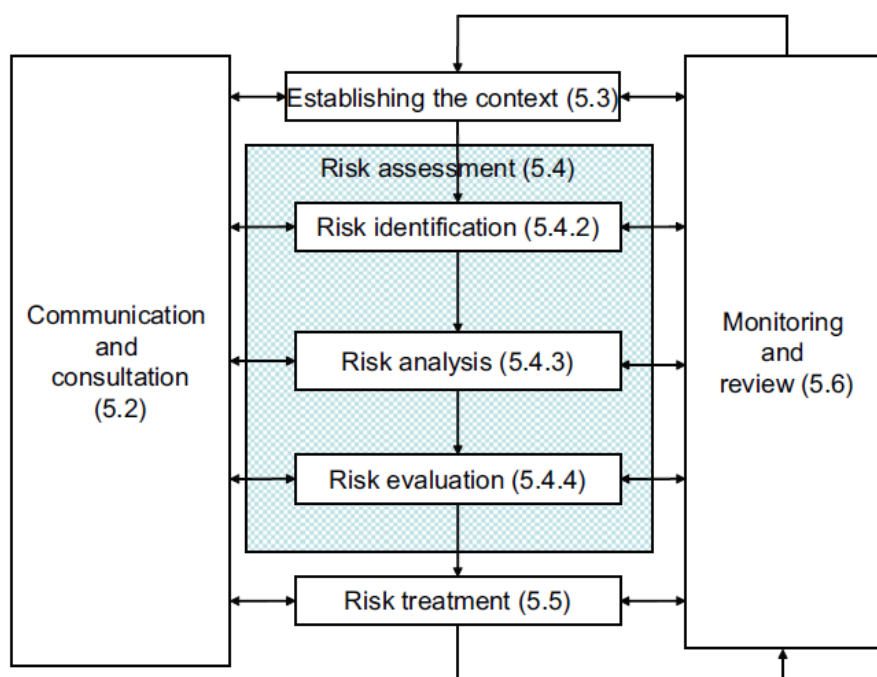 Establishing the context (5.3)
Risk assessment (5.4)
Risk identification (5.4.2)
Communication
and
consultation
(5.2)
Risk analysis (5.4.3)
Monitoring
and
review (5.6)
Risk evaluation (5.4.4)
Risk treatment (5.5)